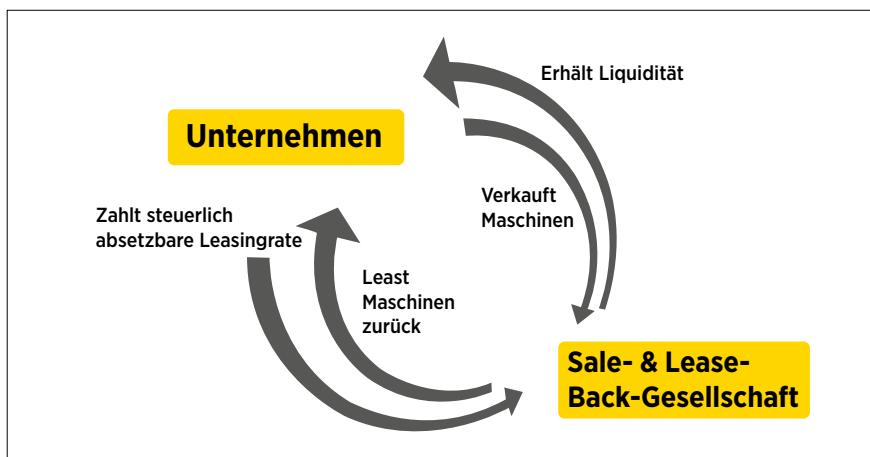 Erhält Liquidität
Unternehmen
Verkauft
Maschinen
Zahlt steuerlich
absetzbare Leasingrate
Least
Maschinen
zurück
Sale- & Lease-
Back-Gesellschaft